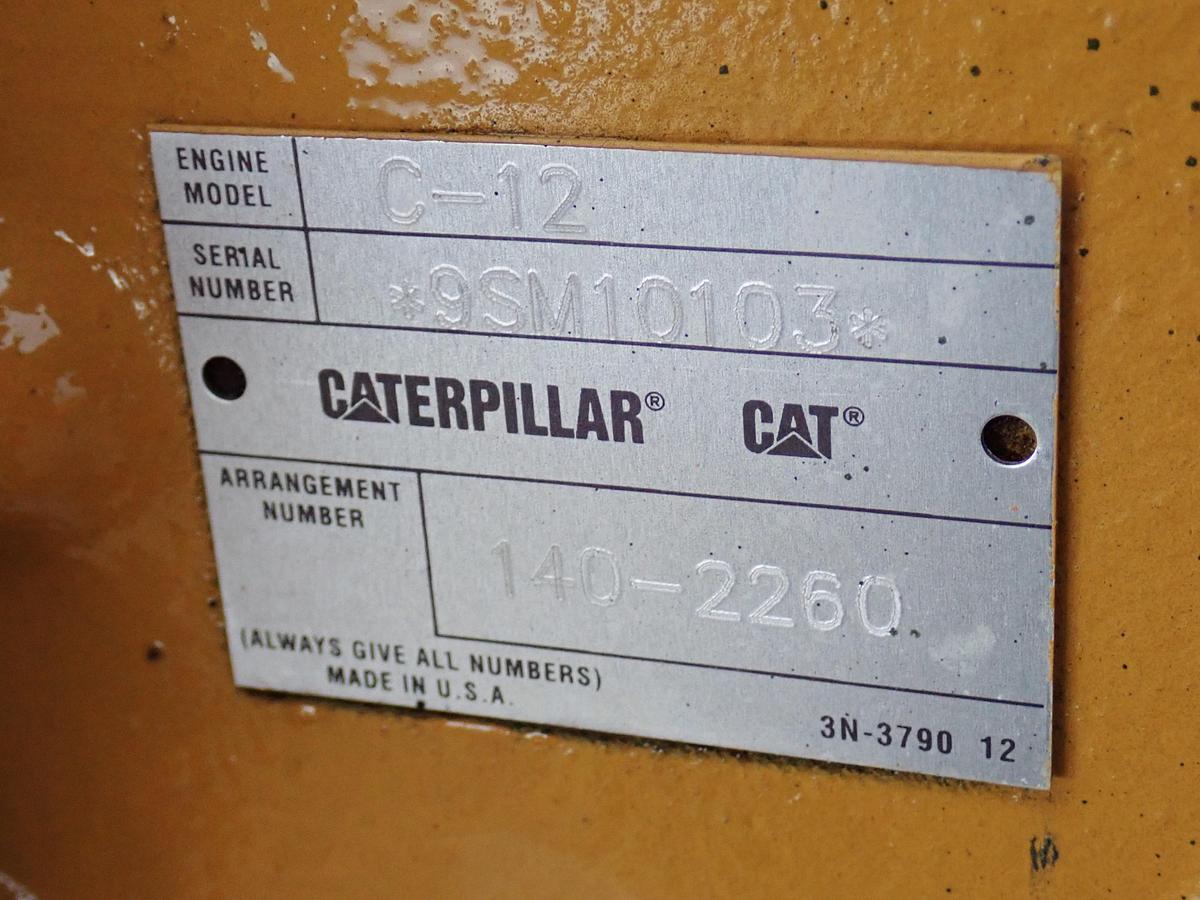 ENGINE MODEL C-12
SERIAL NUMBER *9SM10103*
CATERPILLAR® CAT®
ARRANGEMENT NUMBER 140-2260
(ALWAYS GIVE ALL NUMBERS)
MADE IN U.S.A.
3N-3790 12